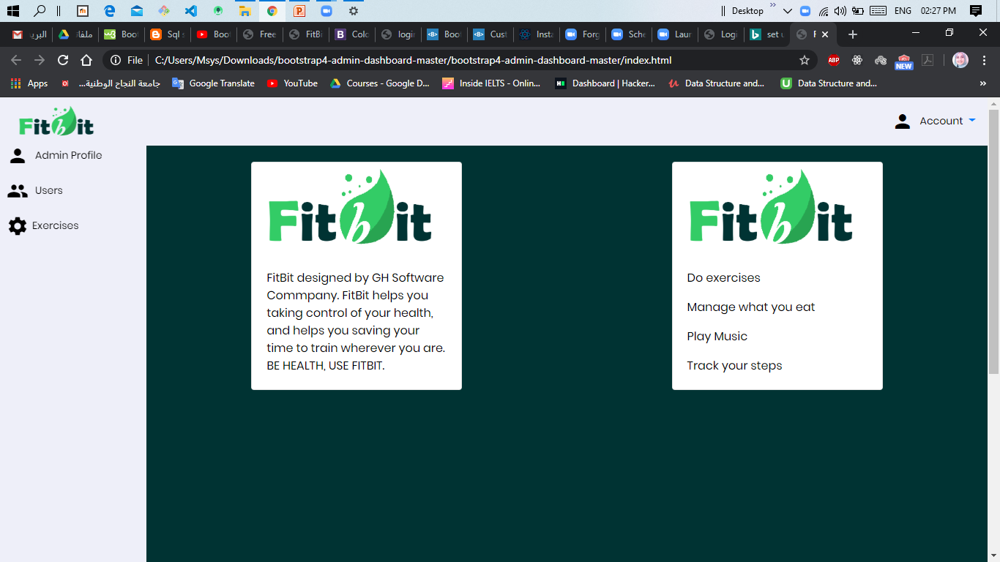 Desktop
ENG
02:27 PM
البريد
ملفات
Boot
Sql s
Boot
Free
FitBi
Colo
login
Boot
Cust
Insta
Forg
Sche
Laun
Logi
set u
File
C:/Users/Msys/Downloads/bootstrap4-admin-dashboard-master/bootstrap4-admin-dashboard-master/index.html
ABP
NEW
Apps
جامعة النجاح الوطنية...
Google Translate
YouTube
Courses - Google D...
Inside IELTS - Onlin...
Dashboard | Hacker...
Data Structure and...
Data Structure and...
Fitbit
Account
Admin Profile
Users
Exercises
Fitbit
FitBit designed by GH Software
Commpany. FitBit helps you
taking control of your health,
and helps you saving your
time to train wherever you are.
BE HEALTH, USE FITBIT.
Fitbit
Do exercises
Manage what you eat
Play Music
Track your steps